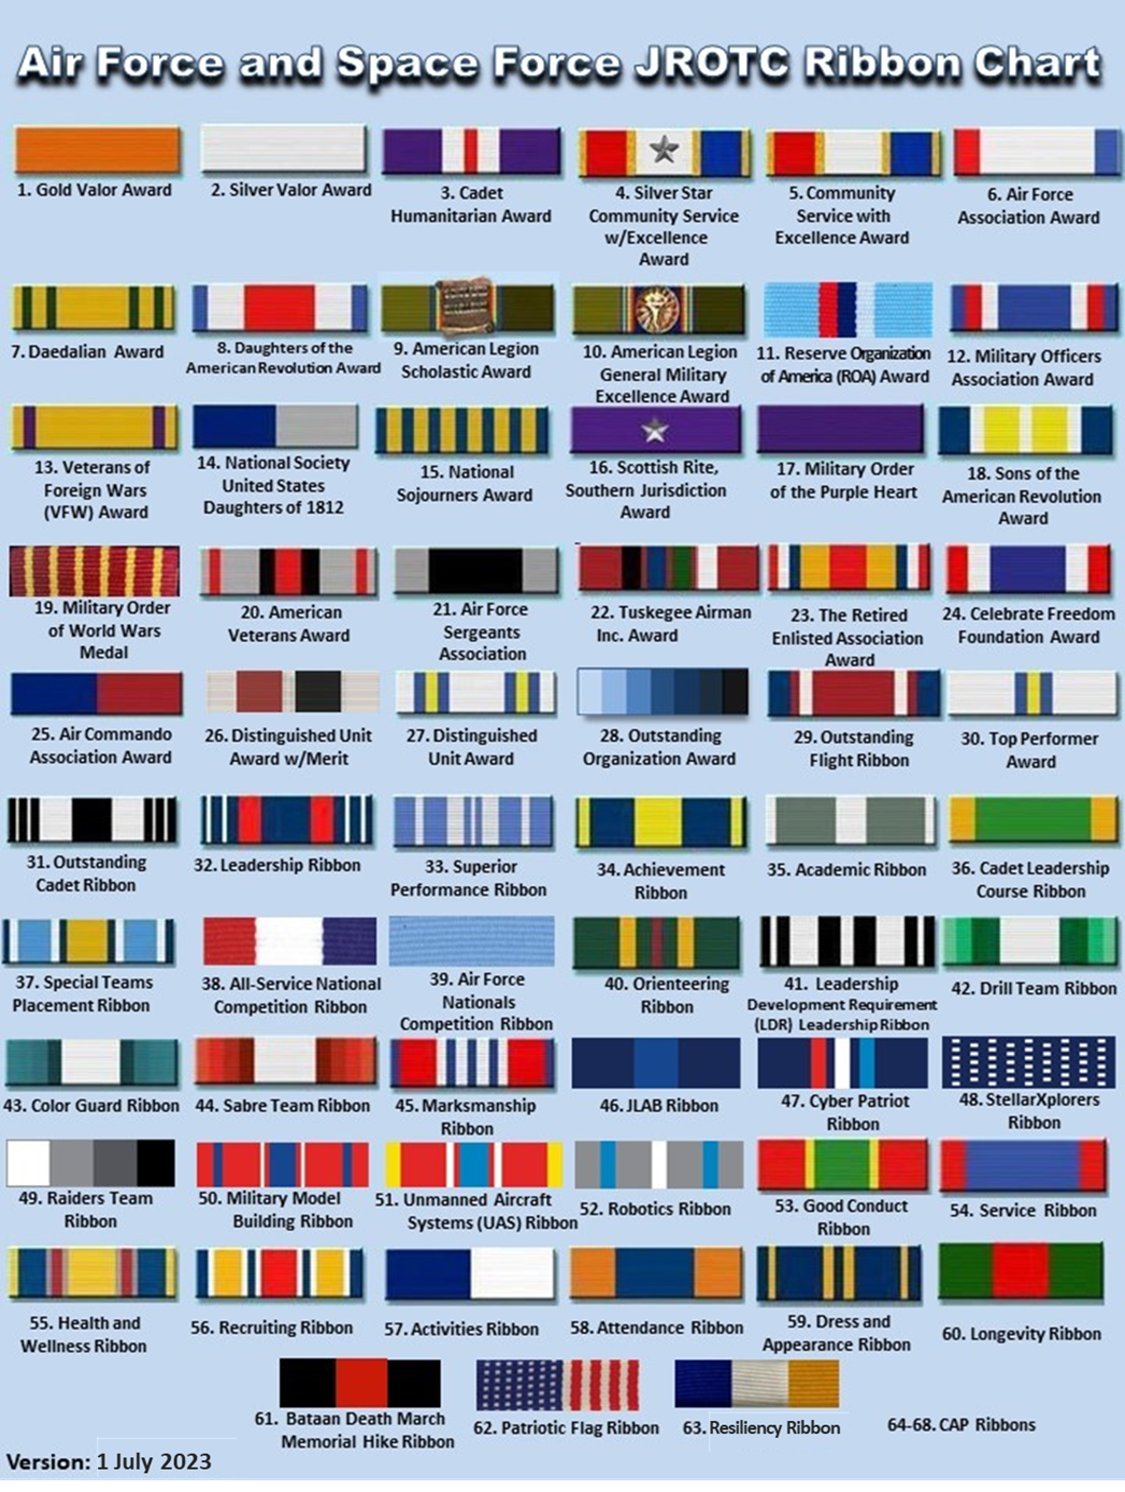 Air Force and Space Force JROTC Ribbon Chart
1. Gold Valor Award
2. Silver Valor Award
3. Cadet
Humanitarian Award
4. Silver Star
Community Service
w/Excellence
Award
5. Community
Service with
Excellence Award
6. Air Force
Association Award
7. Daedalian Award
8. Daughters of the
American Revolution Award
9. American Legion
Scholastic Award
10. American Legion
General Military
Excellence Award
11. Reserve Organization
of America (ROA) Award
12. Military Officers
Association Award
13. Veterans of
Foreign Wars
(VFW) Award
14. National Society
United States
Daughters of 1812
15. National
Sojourners Award
16. Scottish Rite,
Southern Jurisdiction
Award
17. Military Order
of the Purple Heart
18. Sons of the
American Revolution
Award
19. Military Order
of World Wars
Medal
20. American
Veterans Award
21. Air Force
Sergeants
Association
22. Tuskegee Airman
Inc. Award
23. The Retired
Enlisted Association
Award
24. Celebrate Freedom
Foundation Award
25. Air Commando
Association Award
26. Distinguished Unit
Award w/Merit
27. Distinguished
Unit Award
28. Outstanding
Organization Award
29. Outstanding
Flight Ribbon
30. Top Performer
Award
31. Outstanding
Cadet Ribbon
32. Leadership Ribbon
33. Superior
Performance Ribbon
34. Achievement
Ribbon
35. Academic Ribbon
36. Cadet Leadership
Course Ribbon
37. Special Teams
Placement Ribbon
38. All-Service National
Competition Ribbon
39. Air Force
Nationals
Competition Ribbon
40. Orienteering
Ribbon
41. Leadership
Development Requirement
(LDR) Leadership Ribbon
42. Drill Team Ribbon
43. Color Guard Ribbon
44. Sabre Team Ribbon
45. Marksmanship
Ribbon
46. JLAB Ribbon
47. Cyber Patriot
Ribbon
48. StellarXplorers
Ribbon
49. Raiders Team
Ribbon
50. Military Model
Building Ribbon
51. Unmanned Aircraft
Systems (UAS) Ribbon
52. Robotics Ribbon
53. Good Conduct
Ribbon
54. Service Ribbon
55. Health and
Wellness Ribbon
56. Recruiting Ribbon
57. Activities Ribbon
58. Attendance Ribbon
59. Dress and
Appearance Ribbon
60. Longevity Ribbon
61. Bataan Death March
Memorial Hike Ribbon
62. Patriotic Flag Ribbon
63. Resiliency Ribbon
64-68. CAP Ribbons
Version: 1 July 2023